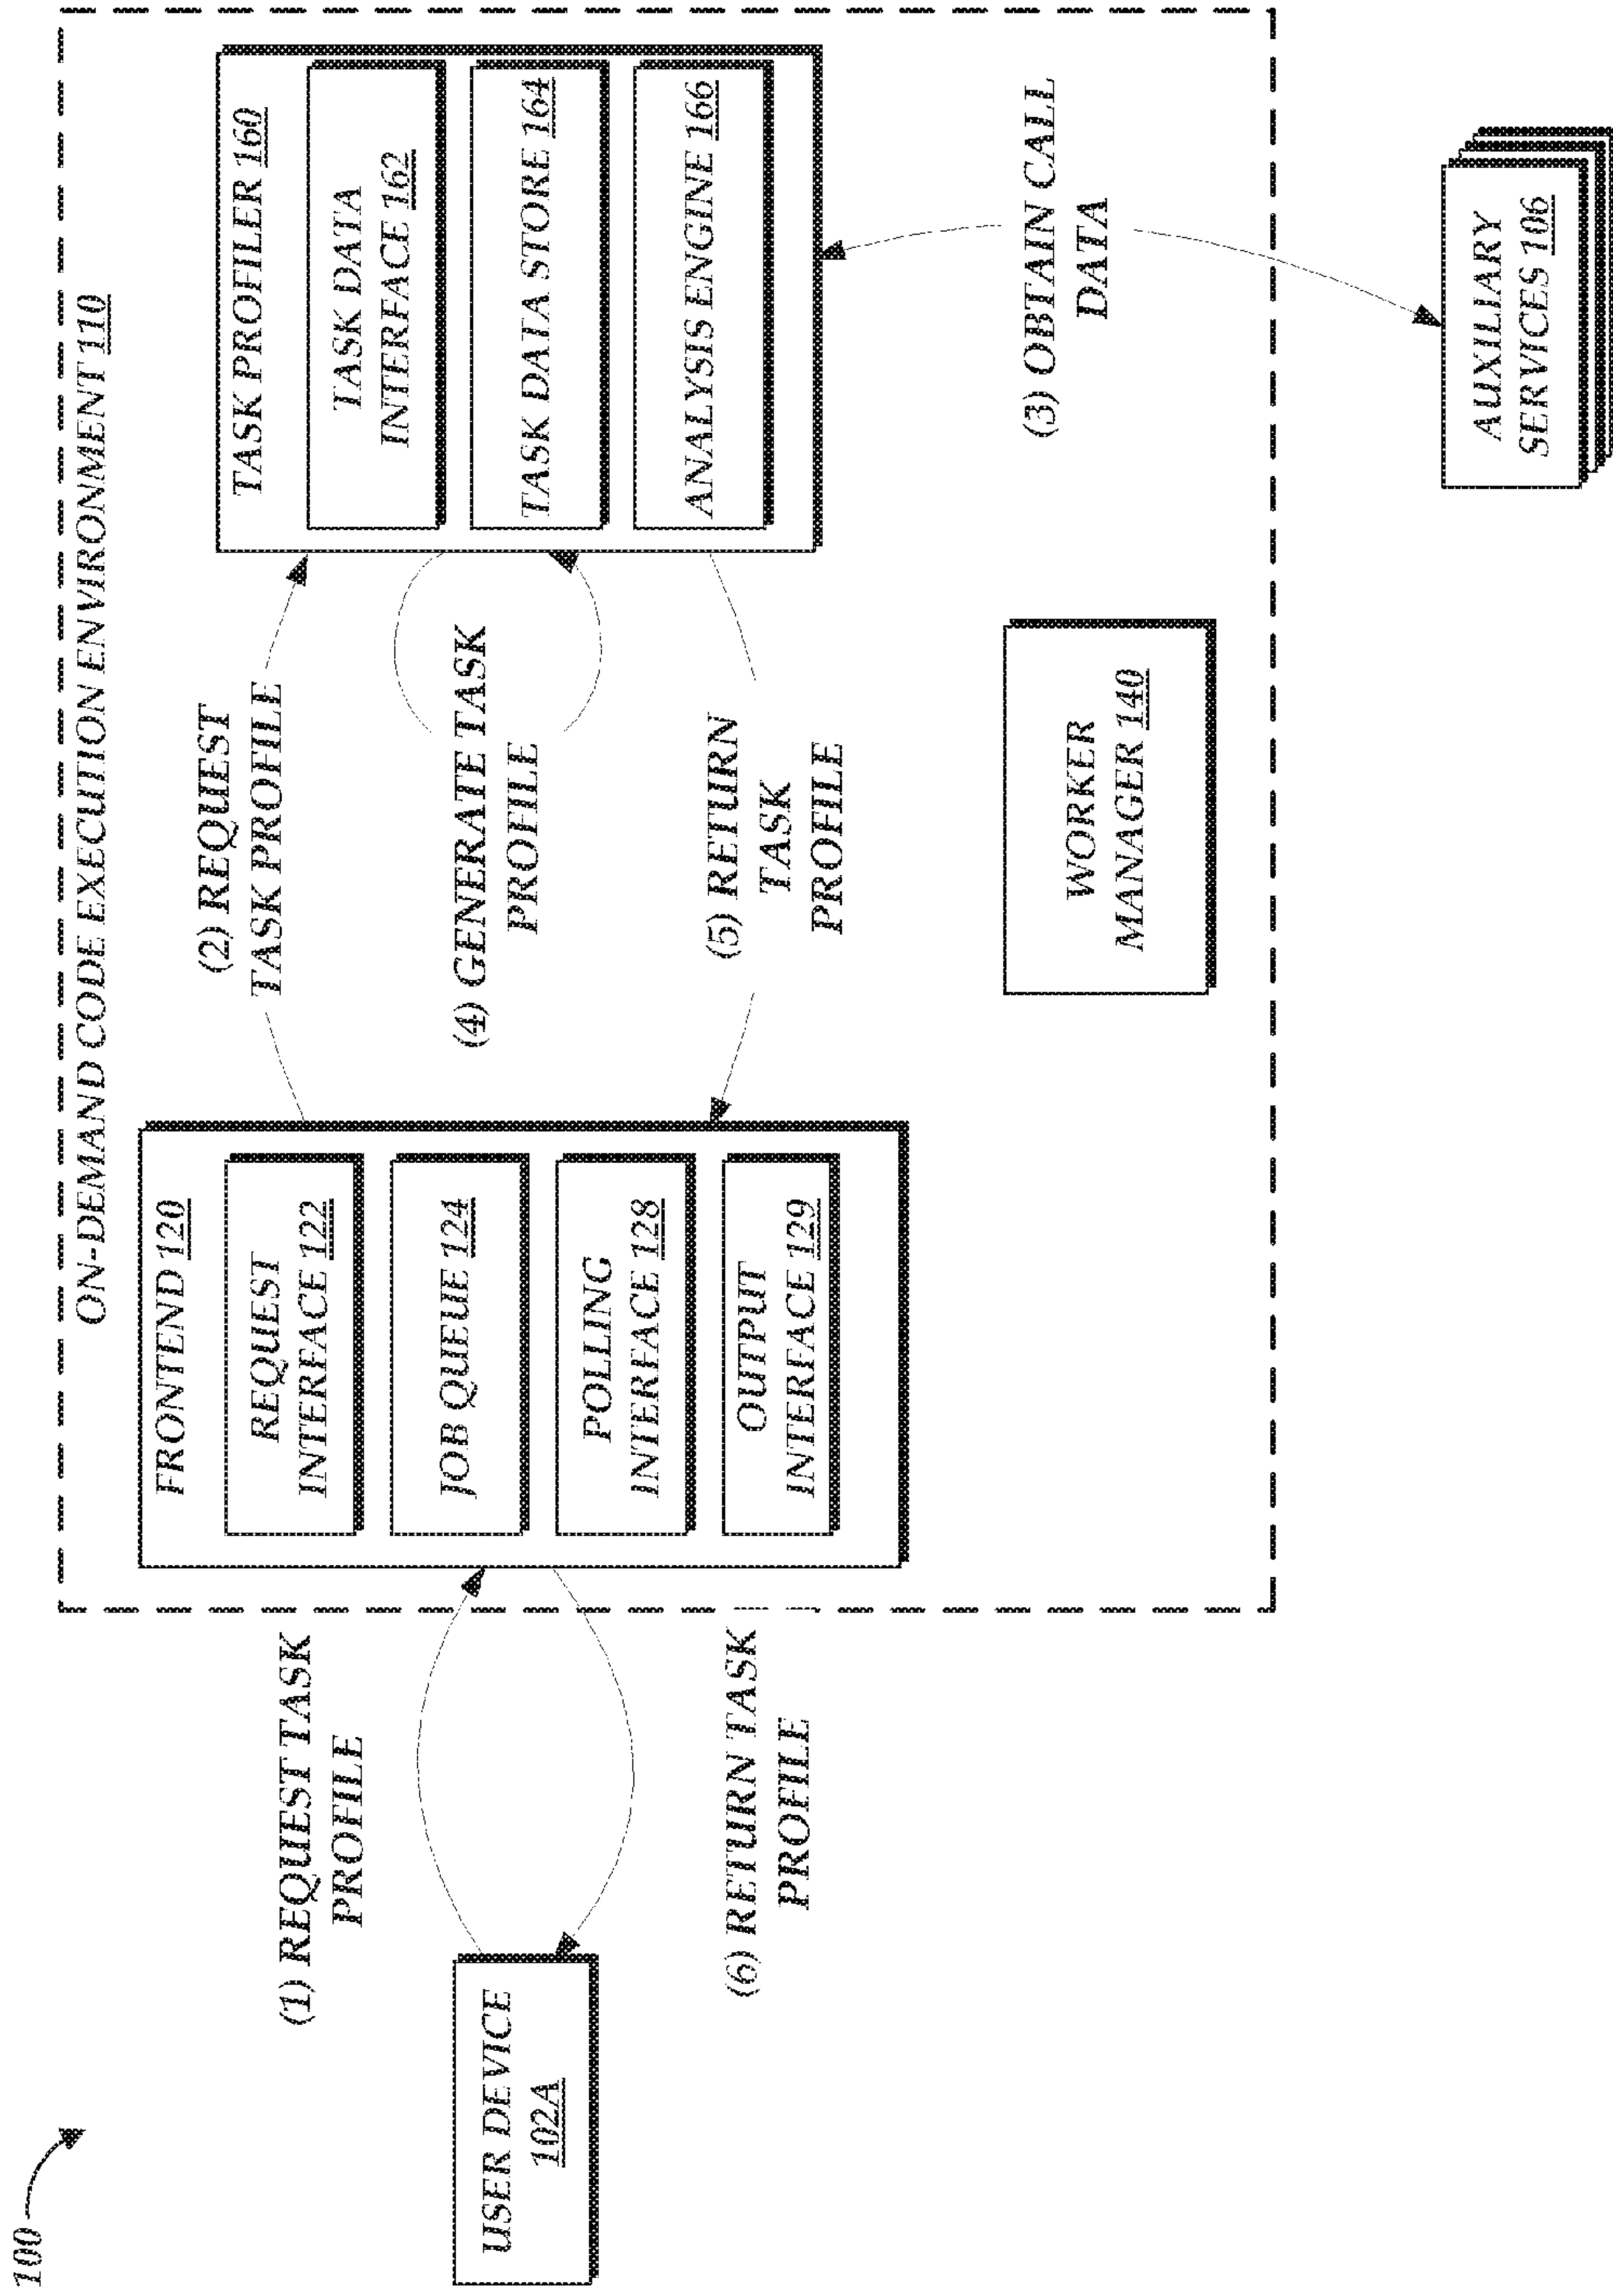 100
ON-DEMAND CODE EXECUTION ENVIRONMENT 110
USER DEVICE
102A
(1) REQUEST TASK
PROFILE
(6) RETURN TASK
PROFILE
FRONTEND 120
REQUEST
INTERFACE 122
JOB QUEUE 124
POLLING
INTERFACE 128
OUTPUT
INTERFACE 129
(2) REQUEST
TASK PROFILE
(4) GENERATE TASK
PROFILE
(5) RETURN
TASK
PROFILE
WORKER
MANAGER 140
TASK PROFILER 160
TASK DATA
INTERFACE 162
TASK DATA STORE 164
ANALYSIS ENGINE 166
(3) OBTAIN CALL
DATA
AUXILIARY
SERVICES 106